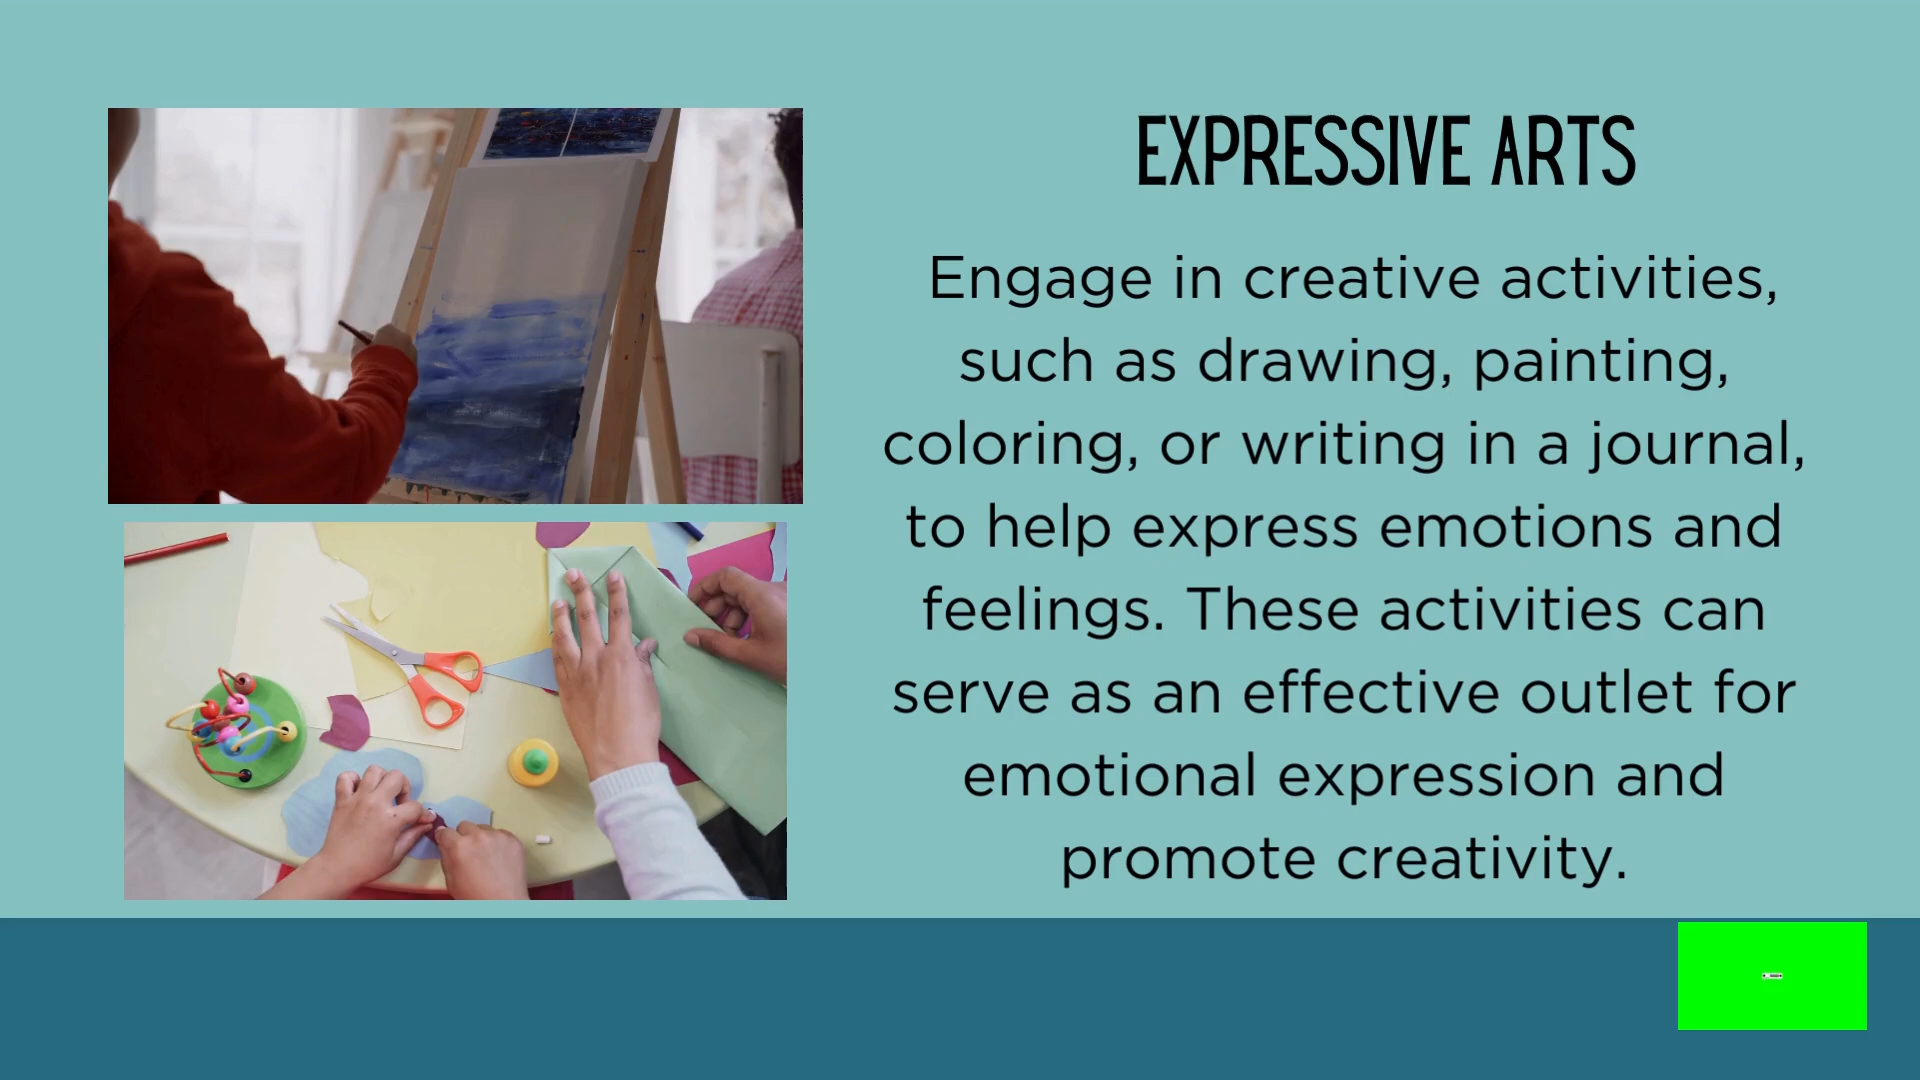 EXPRESSIVE ARTS
Engage in creative activities,
such as drawing, painting,
coloring, or writing in a journal,
to help express emotions and
feelings. These activities can
serve as an effective outlet for
emotional expression and
promote creativity.